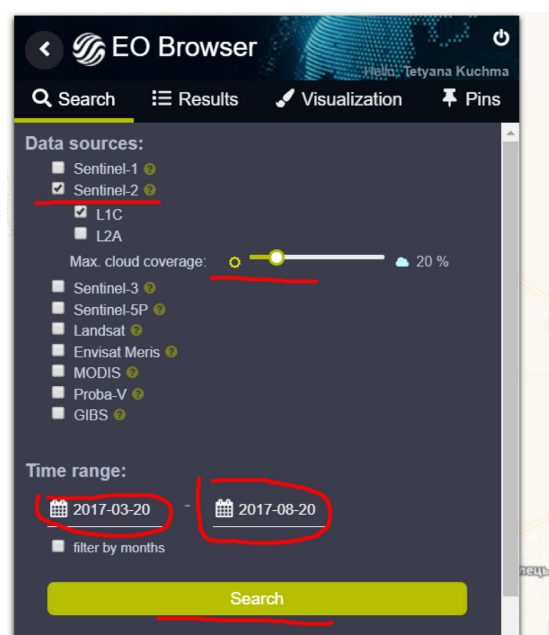 EO Browser
Hello, Tetyana Kuchma
Search Results Visualization Pins
Data sources:
Sentinel-1
Sentinel-2
L1C
L2A
Max. cloud coverage: 20 %
Sentinel-3
Sentinel-5P
Landsat
Envisat Meris
MODIS
Proba-V
GIBS
Time range:
2017-03-20 - 2017-08-20
filter by months
Search